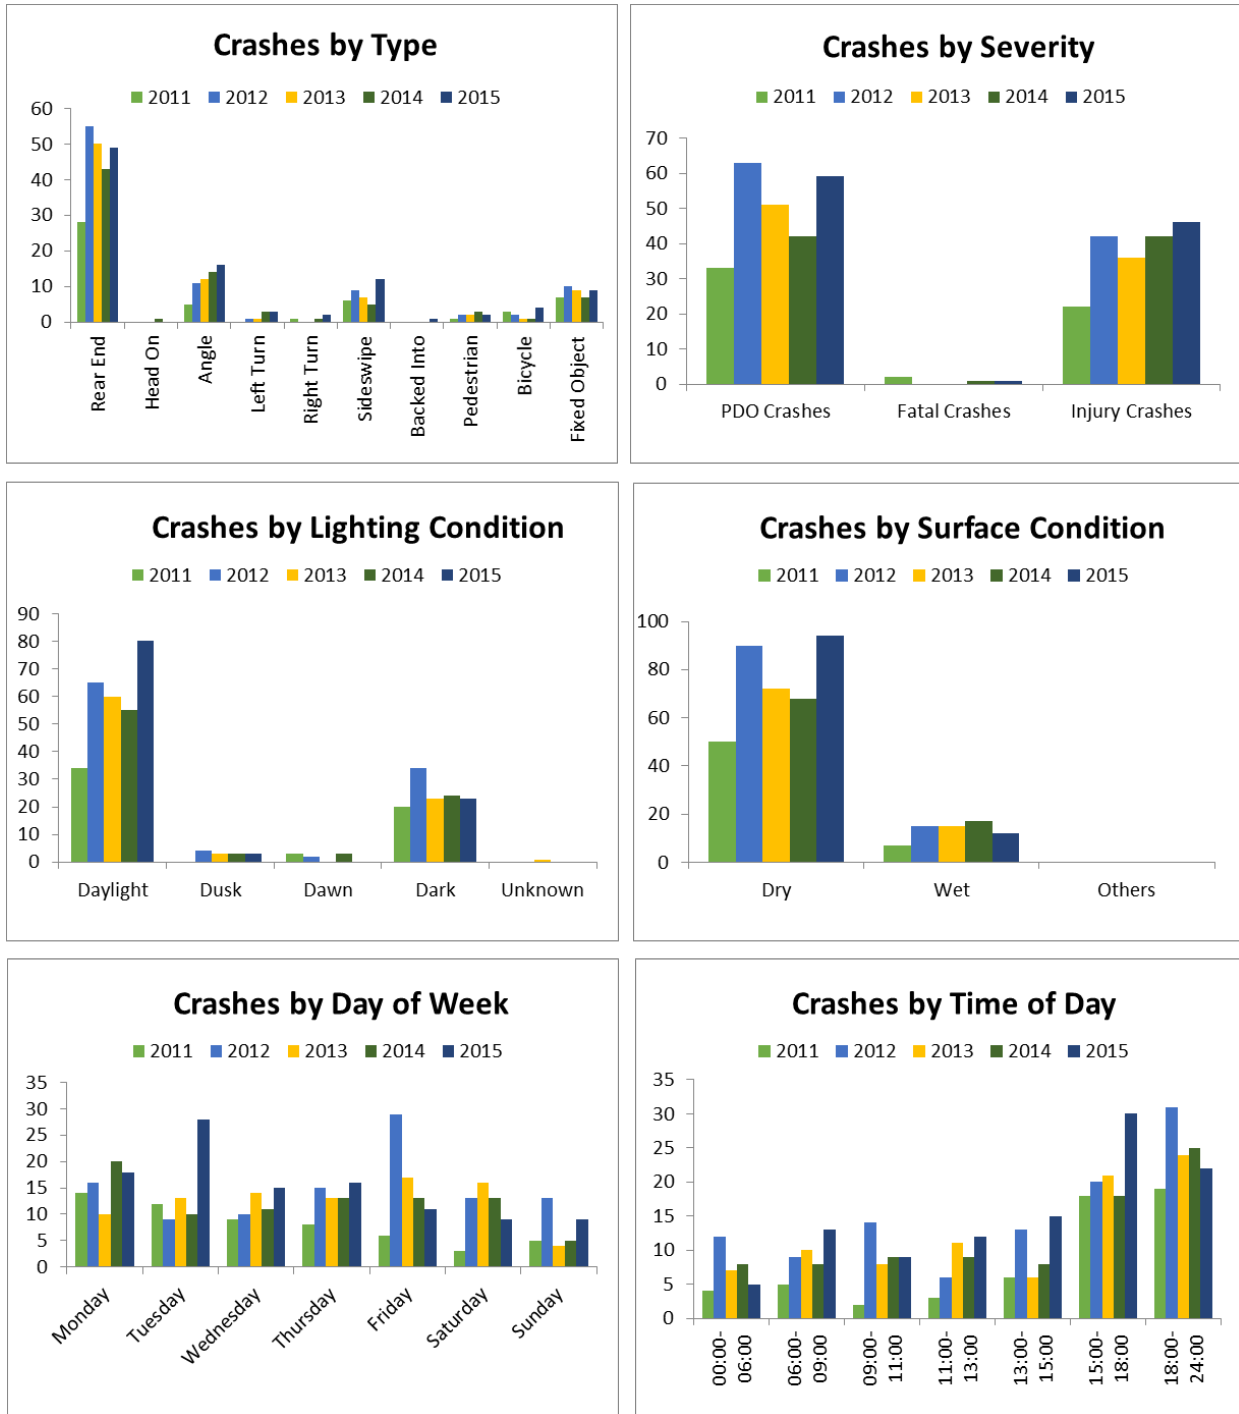 Crashes by Type
2011 2012 2013 2014 2015
60
50
40
30
20
10
0
Rear End
Head On
Angle
Left Turn
Right Turn
Sideswipe
Backed Into
Pedestrian
Bicycle
Fixed Object
Crashes by Severity
2011 2012 2013 2014 2015
70
60
50
40
30
20
10
0
PDO Crashes Fatal Crashes Injury Crashes
Crashes by Lighting Condition
2011 2012 2013 2014 2015
90
80
70
60
50
40
30
20
10
0
Daylight Dusk Dawn Dark Unknown
Crashes by Surface Condition
2011 2012 2013 2014 2015
100
80
60
40
20
0
Dry Wet Others
Crashes by Day of Week
2011 2012 2013 2014 2015
35
30
25
20
15
10
5
0
Monday
Tuesday
Wednesday
Thursday
Friday
Saturday
Sunday
Crashes by Time of Day
2011 2012 2013 2014 2015
35
30
25
20
15
10
5
0
00:00-
06:00
06:00-
09:00
09:00-
11:00
11:00-
13:00
13:00-
15:00
15:00-
18:00
18:00-
24:00